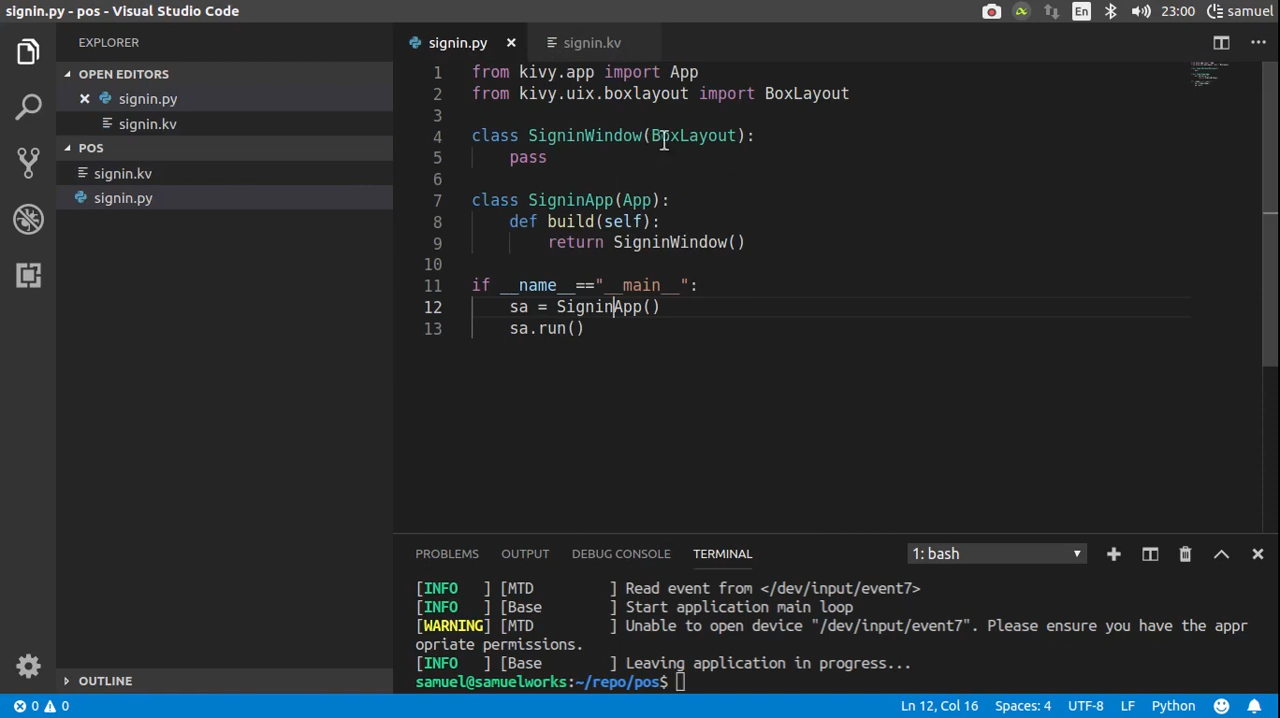 signin.py - pos - Visual Studio Code
En
23:00
samuel
EXPLORER
OPEN EDITORS
signin.py
signin.kv
POS
signin.kv
signin.py
OUTLINE
signin.py
signin.kv
1 from kivy.app import App
2 from kivy.uix.boxlayout import BoxLayout
3
4 class SigninWindow(BoxLayout):
5     pass
6
7 class SigninApp(App):
8     def build(self):
9         return SigninWindow()
10
11 if __name__=="__main__":
12     sa = SigninApp()
13     sa.run()
PROBLEMS OUTPUT DEBUG CONSOLE TERMINAL 1: bash
[INFO   ] [MTD         ] Read event from </dev/input/event7>
[INFO   ] [Base        ] Start application main loop
[WARNING] [MTD         ] Unable to open device "/dev/input/event7". Please ensure you have the appr
opriate permissions.
[INFO   ] [Base        ] Leaving application in progress...
samuel@samuelworks:~/repo/pos$
0 0 Ln 12, Col 16 Spaces: 4 UTF-8 LF Python